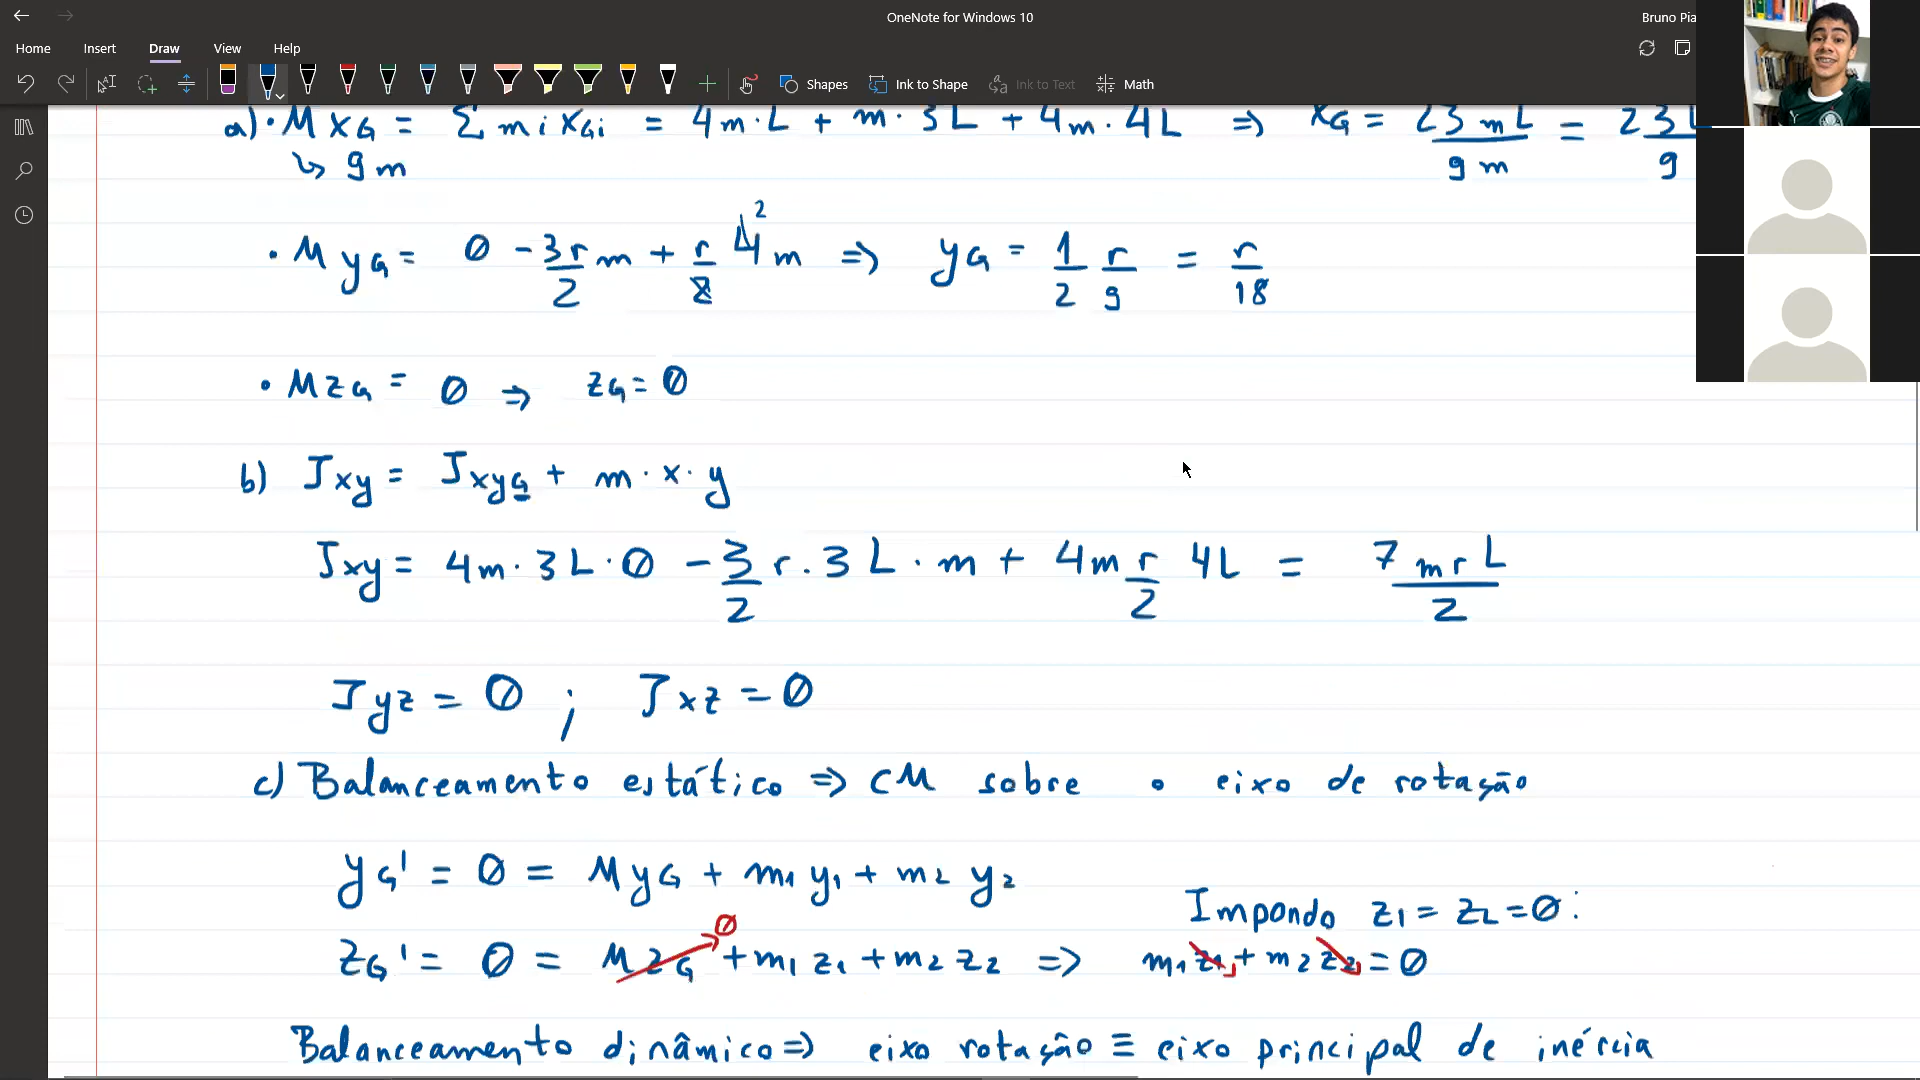 OneNote for Windows 10
Bruno Pia
Home Insert Draw View Help
Shapes Ink to Shape Ink to Text Math
a) • M xG = Σ mi xGi = 4m·L + m·3L + 4m·4L => xG = 23mL/9m = 23L/9
↳ 9m
• M yG = 0 - 3r/2 m + r/2 4 2 m => yG = 1/2 r/9 = r/18
• M zG = 0 => zG = 0
b) Jxy = JxyG + m·x·y
Jxy = 4m·3L·0 - 3/2 r·3L·m + 4m r/2 4L = 7mrL/2
Jyz = 0 ; Jxz = 0
c) Balanceamento estático => CM sobre o eixo de rotação
yG' = 0 = M yG + m1 y1 + m2 y2
Impondo z1 = z2 = 0:
zG' = 0 = M zG 0 + m1 z1 + m2 z2 => m1 z1 + m2 z2 = 0
Balanceamento dinâmico => eixo rotação ≡ eixo principal de inércia